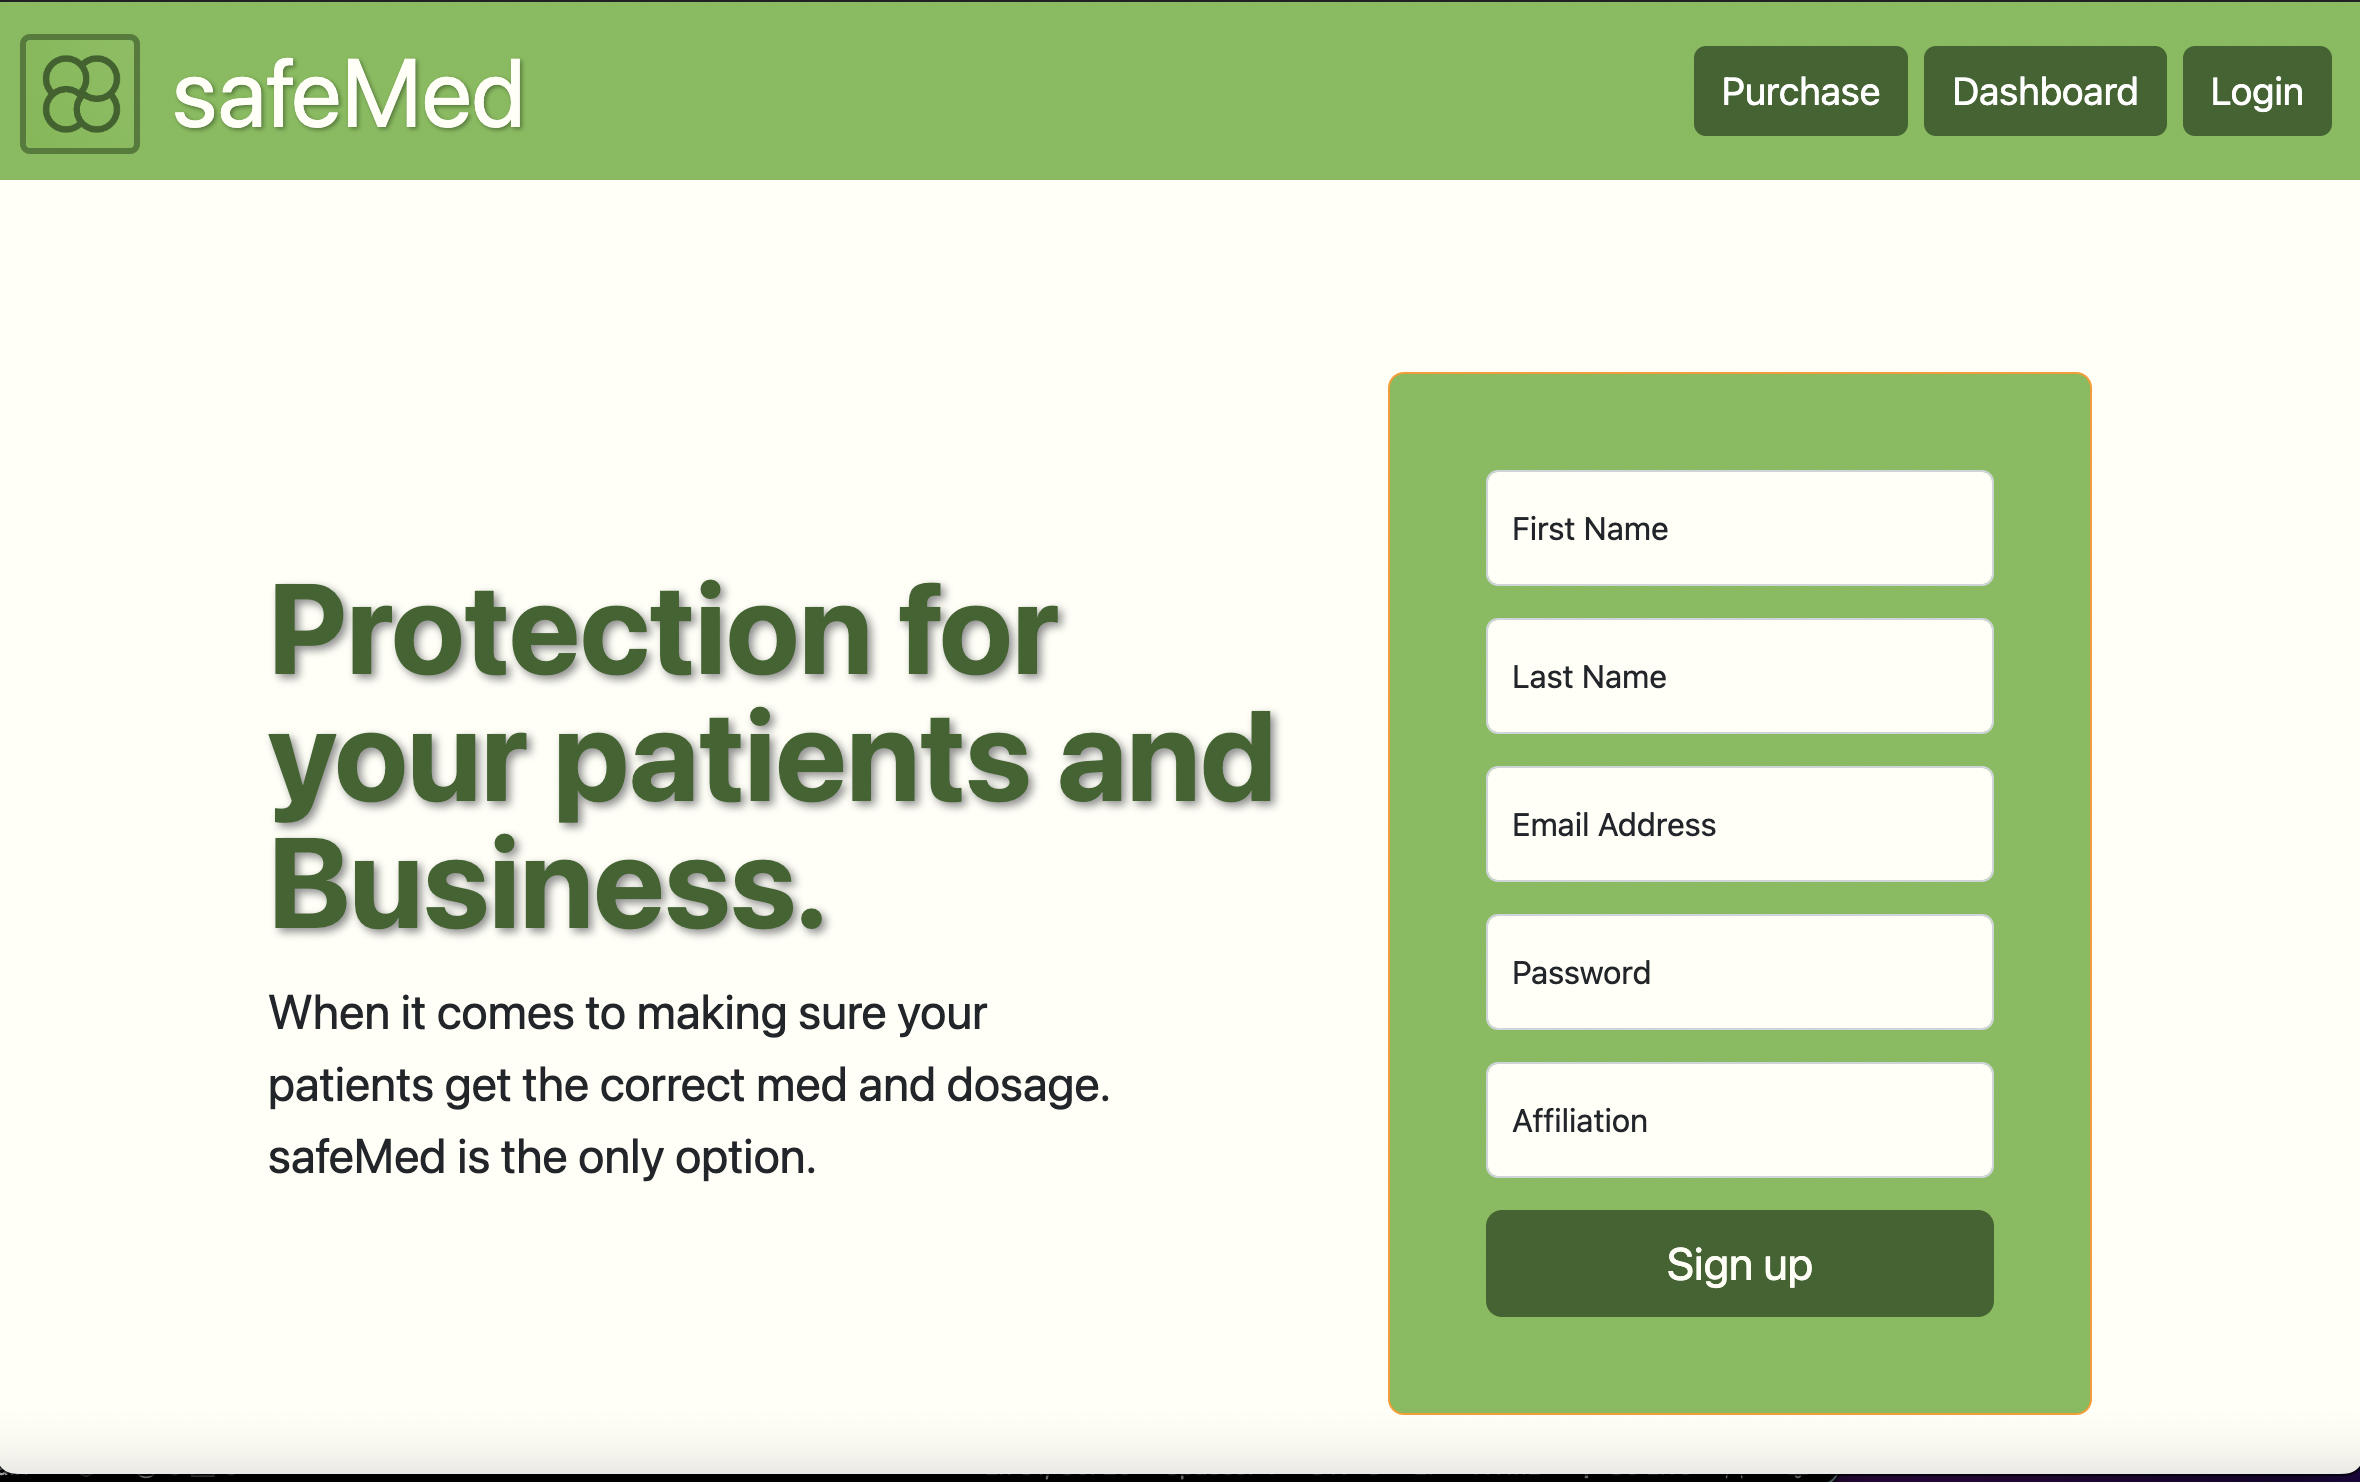 safeMed
Purchase
Dashboard
Login
Protection for
your patients and
Business.
When it comes to making sure your
patients get the correct med and dosage.
safeMed is the only option.
First Name
Last Name
Email Address
Password
Affiliation
Sign up